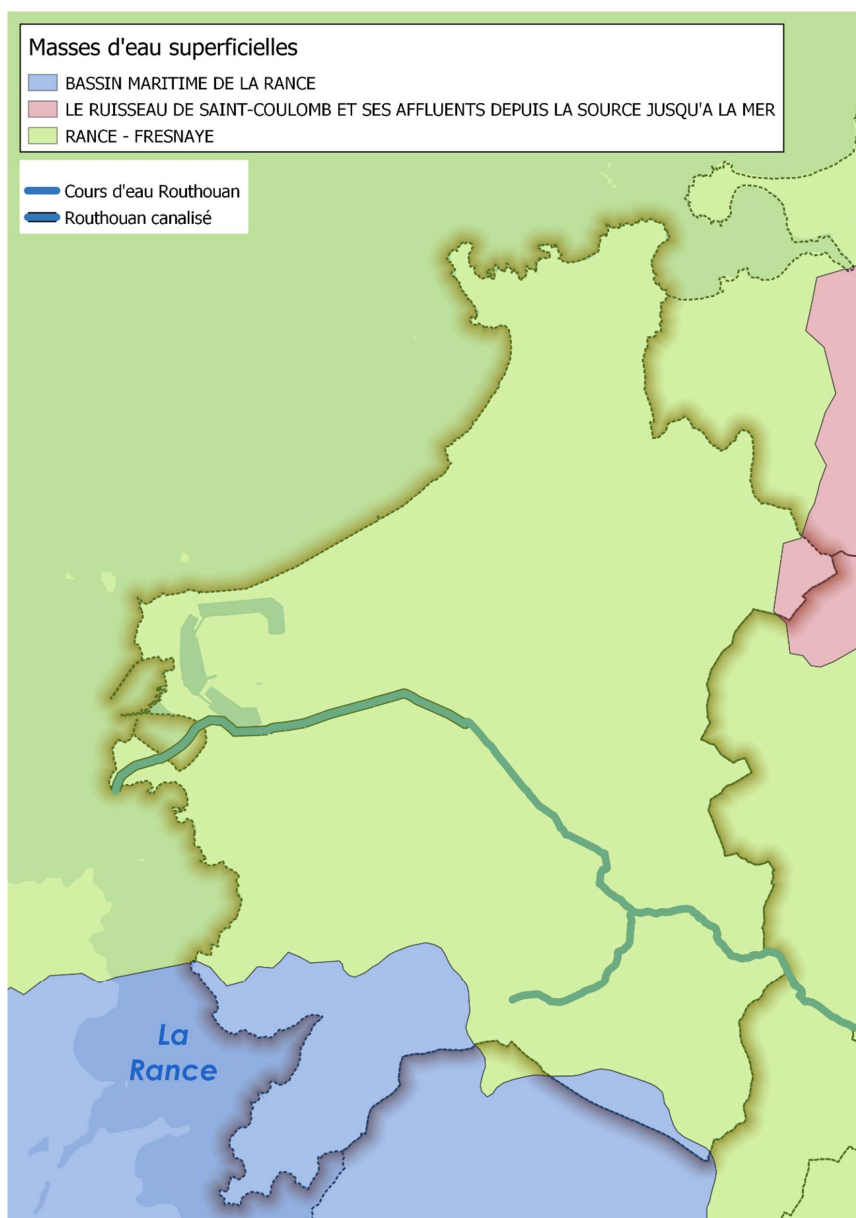 Masses d'eau superficielles
BASSIN MARITIME DE LA RANCE
LE RUISSEAU DE SAINT-COULOMB ET SES AFFLUENTS DEPUIS LA SOURCE JUSQU'A LA MER
RANCE - FRESNAYE
Cours d'eau Routhouan
Routhouan canalisé
La
Rance